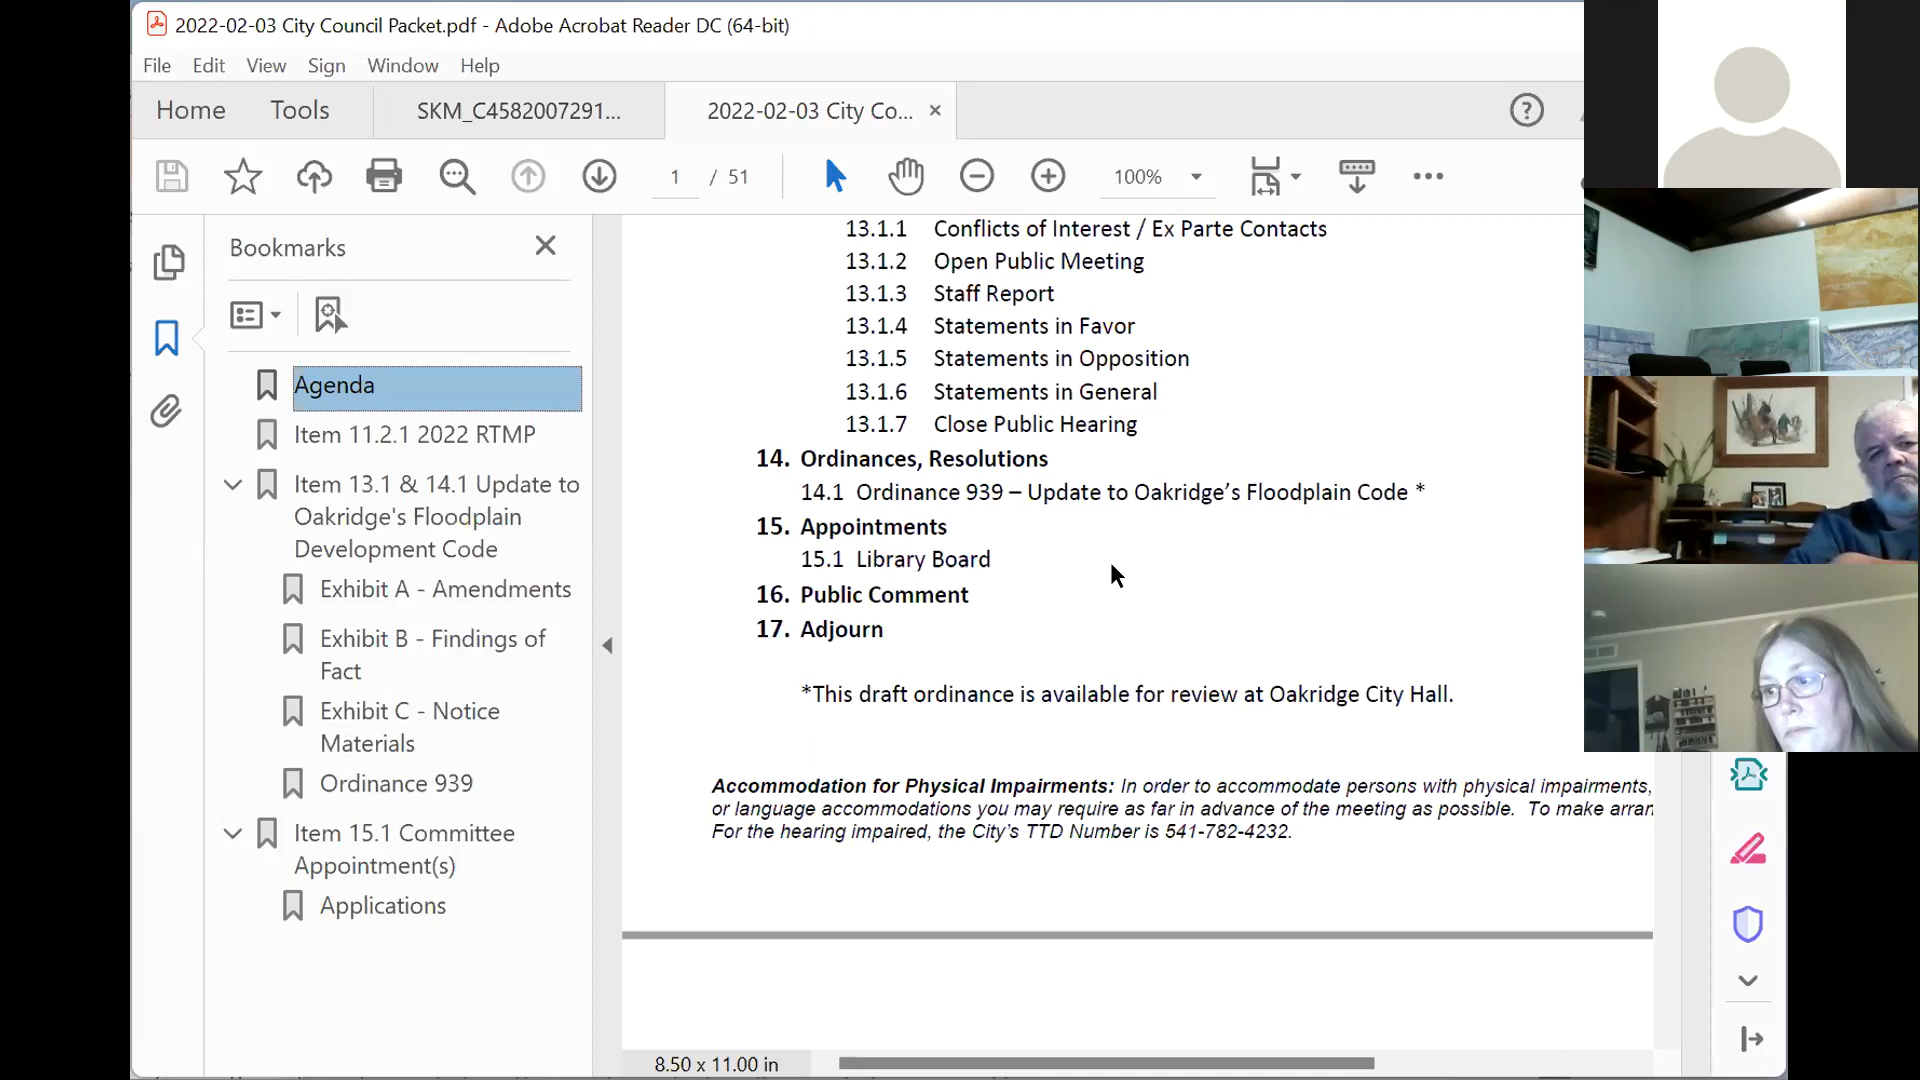 2022-02-03 City Council Packet.pdf - Adobe Acrobat Reader DC (64-bit)
File Edit View Sign Window Help
Home Tools SKM_C4582007291... 2022-02-03 City Co... ×
1 / 51 100%
Bookmarks
Agenda
Item 11.2.1 2022 RTMP
Item 13.1 & 14.1 Update to
Oakridge's Floodplain
Development Code
Exhibit A - Amendments
Exhibit B - Findings of
Fact
Exhibit C - Notice
Materials
Ordinance 939
Item 15.1 Committee
Appointment(s)
Applications
13.1.1 Conflicts of Interest / Ex Parte Contacts
13.1.2 Open Public Meeting
13.1.3 Staff Report
13.1.4 Statements in Favor
13.1.5 Statements in Opposition
13.1.6 Statements in General
13.1.7 Close Public Hearing
14. Ordinances, Resolutions
14.1 Ordinance 939 – Update to Oakridge’s Floodplain Code *
15. Appointments
15.1 Library Board
16. Public Comment
17. Adjourn
*This draft ordinance is available for review at Oakridge City Hall.
Accommodation for Physical Impairments: In order to accommodate persons with physical impairments,
or language accommodations you may require as far in advance of the meeting as possible. To make arran
For the hearing impaired, the City’s TTD Number is 541-782-4232.
8.50 x 11.00 in